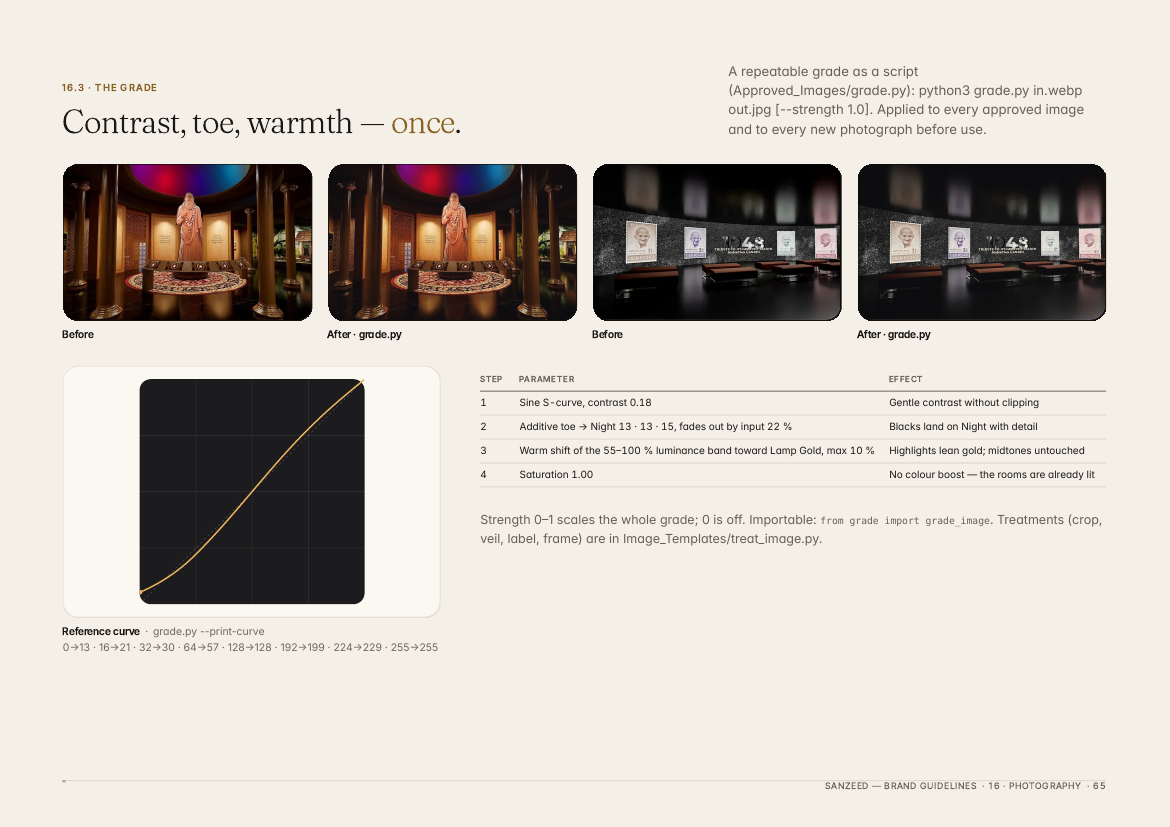 16.3 · THE GRADE
Contrast, toe, warmth — once.
A repeatable grade as a script
(Approved_Images/grade.py): python3 grade.py in.webp
out.jpg [--strength 1.0]. Applied to every approved image
and to every new photograph before use.
Before
After · grade.py
Before
After · grade.py
STEP PARAMETER EFFECT
1 Sine S-curve, contrast 0.18 Gentle contrast without clipping
2 Additive toe → Night 13 · 13 · 15, fades out by input 22 % Blacks land on Night with detail
3 Warm shift of the 55–100 % luminance band toward Lamp Gold, max 10 % Highlights lean gold; midtones untouched
4 Saturation 1.00 No colour boost — the rooms are already lit
Strength 0–1 scales the whole grade; 0 is off. Importable: from grade import grade_image. Treatments (crop,
veil, label, frame) are in Image_Templates/treat_image.py.
Reference curve · grade.py --print-curve
0→13 · 16→21 · 32→30 · 64→57 · 128→128 · 192→199 · 224→229 · 255→255
SANZEED — BRAND GUIDELINES · 16 · PHOTOGRAPHY · 65